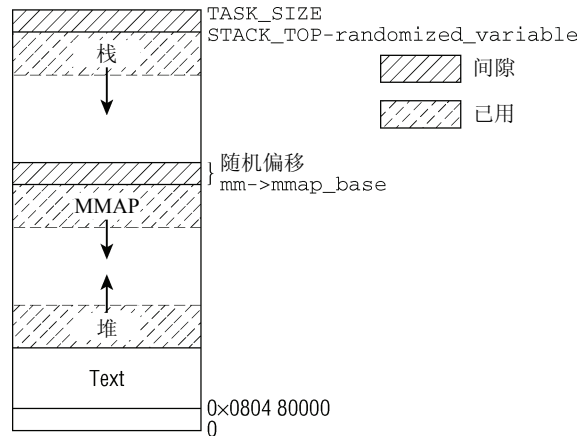 TASK_SIZE
STACK_TOP-randomized_variable
栈
间隙
已用
随机偏移
mm->mmap_base
MMAP
堆
Text
0×0804 80000
0